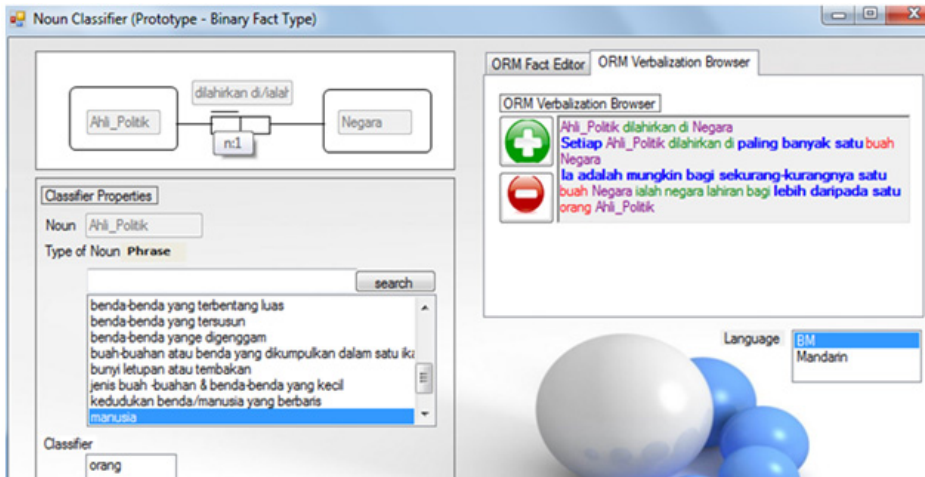 Noun Classifier (Prototype - Binary Fact Type)
dilahirkan di/Ialah
Ahli_Politik
Negara
n:1
Classifier Properties
Noun Ahli_Politik
Type of Noun Phrase
search
benda-benda yang terbentang luas
benda-benda yang tersusun
benda-benda yange digenggam
buah-buahan atau benda yang dikumpulkan dalam satu ika
bunyi letupan atau tembakan
jenis buah -buahan & benda-benda yang kecil
kedudukan benda/manusia yang berbaris
manusia
Classifier
orang
ORM Fact Editor ORM Verbalization Browser
ORM Verbalization Browser
Ahli_Politik dilahirkan di Negara
Setiap Ahli_Politik dilahirkan di paling banyak satu buah
Negara
Ia adalah mungkin bagi sekurang-kurangnya satu
buah Negara ialah negara lahiran bagi lebih daripada satu
orang Ahli_Politik
Language
BM
Mandarin